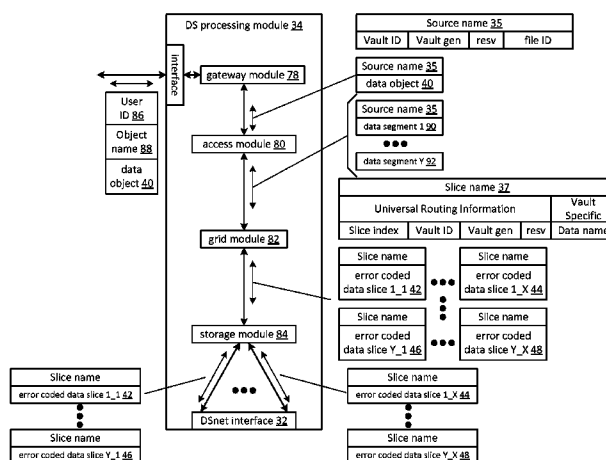 DS processing module 34
interface
gateway module 78
access module 80
grid module 82
storage module 84
DSnet interface 32
User
ID 86
Object
name 88
data
object 40
Source name 35
Vault ID Vault gen resv file ID
Source name 35
data object 40
Source name 35
data segment 1 90
data segment Y 92
Slice name 37
Universal Routing Information
Vault
Specific
Slice index Vault ID Vault gen resv Data name
Slice name
error coded
data slice 1_1 42
Slice name
error coded
data slice 1_X 44
Slice name
error coded
data slice Y_1 46
Slice name
error coded
data slice Y_X 48
Slice name
error coded data slice 1_1 42
Slice name
error coded data slice Y_1 46
Slice name
error coded data slice 1_X 44
Slice name
error coded data slice Y_X 48